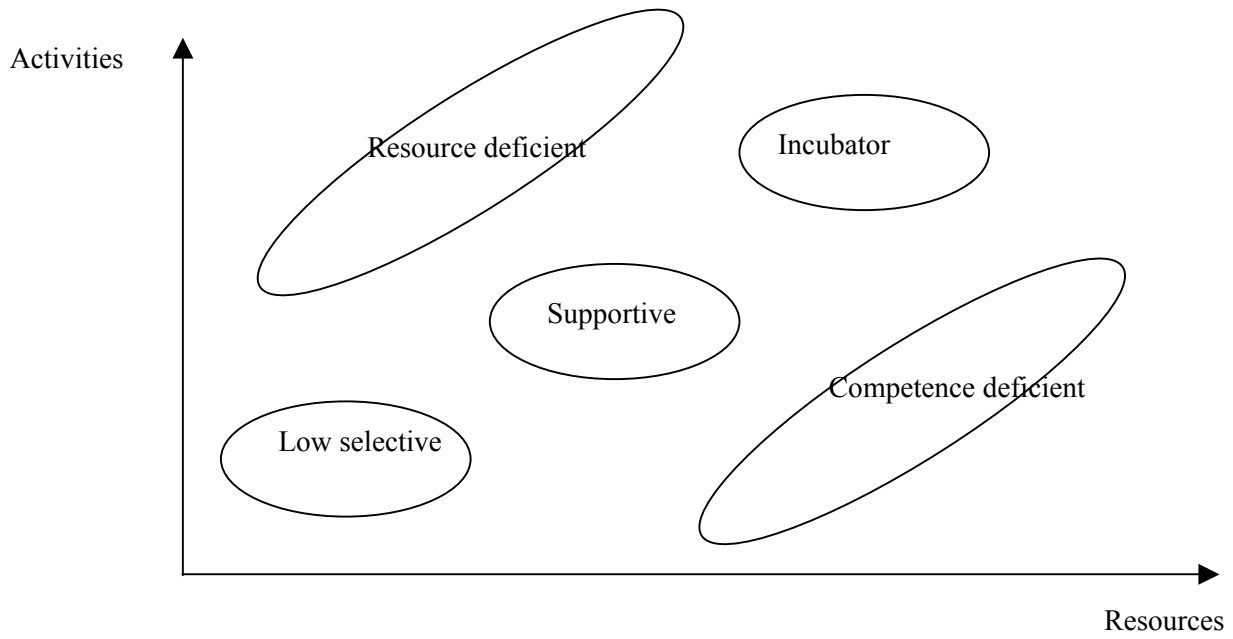 Activities
Resource deficient
Incubator
Supportive
Competence deficient
Low selective
Resources